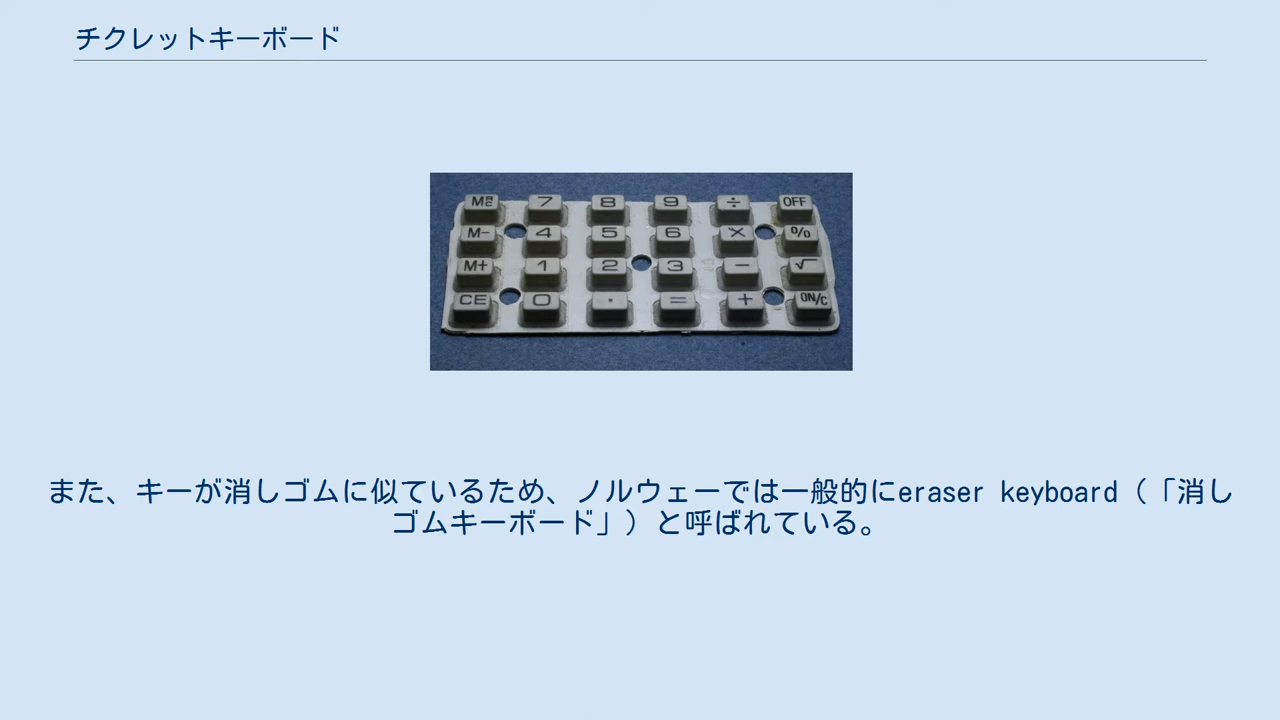 チクレットキーボード
MRC 7 8 9 ÷ OFF
M- 4 5 6 × %
M+ 1 2 3 - √
CE 0 . = + ON/C
また、キーが消しゴムに似ているため、ノルウェーでは一般的にeraser keyboard（「消し
ゴムキーボード」）と呼ばれている。